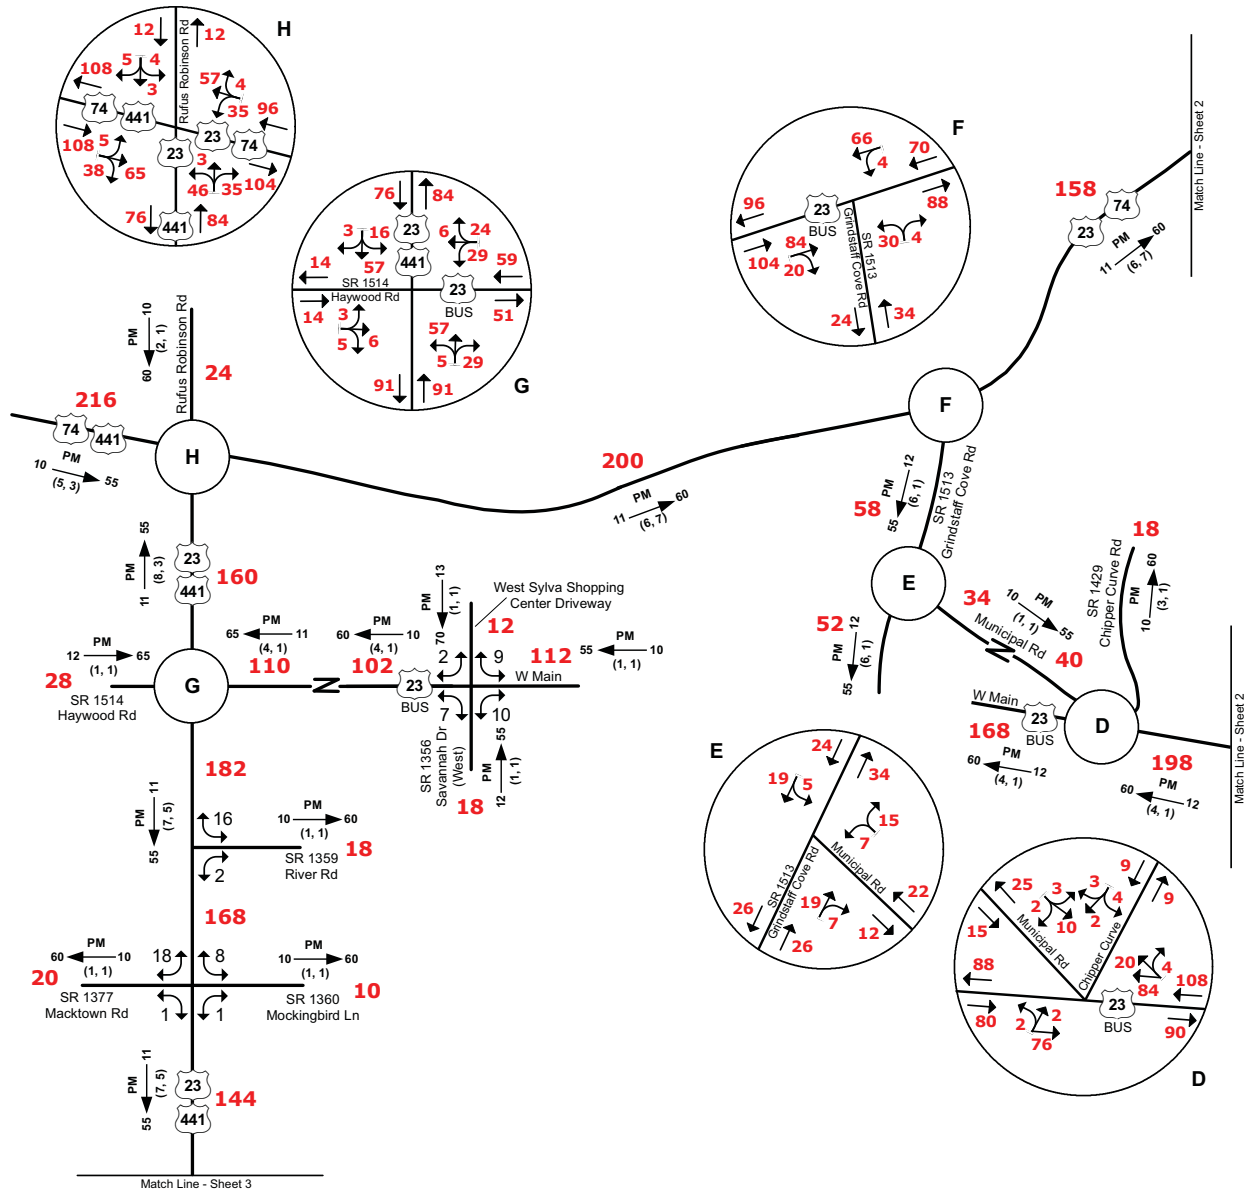 H
12
12
Rufus Robinson Rd
5
4
3
108
57
4
35
96
74
441
23
74
23
108
5
38
65
3
46
35
104
76
441
84
G
76
84
3
16
57
23
441
6
24
29
14
SR 1514
Haywood Rd
59
23
BUS
14
51
3
5
6
57
5
29
91
91
F
66
4
70
96
23
BUS
88
104
84
20
SR 1513
Grindstaff Cove Rd
30
4
24
34
Match Line - Sheet 2
158
74
23
PM
11
60
(6, 7)
PM
10
60
(2, 1)
Rufus Robinson Rd
24
216
74
441
PM
10
55
(5, 3)
H
200
PM
11
60
(6, 7)
F
58
PM
12
55
(6, 1)
SR 1513
Grindstaff Cove Rd
E
52
PM
12
55
(6, 1)
34
PM
10
55
(1, 1)
Municipal Rd
40
SR 1429
Chipper Curve Rd
18
PM
10
60
(3, 1)
PM
11
55
(8, 3)
23
441
160
PM
12
65
(1, 1)
28
SR 1514
Haywood Rd
G
PM
65
11
(4, 1)
110
PM
60
10
(4, 1)
102
23
BUS
PM
13
70
(1, 1)
West Sylva Shopping
Center Driveway
12
2
9
7
10
112
W Main
PM
55
10
(1, 1)
SR 1356
Savannah Dr
(West)
18
PM
12
55
(1, 1)
W Main
168
23
BUS
PM
60
12
(4, 1)
D
198
PM
60
12
(4, 1)
Match Line - Sheet 2
182
PM
11
55
(7, 5)
16
2
PM
10
60
(1, 1)
SR 1359
River Rd
18
168
PM
60
10
(1, 1)
20
SR 1377
Macktown Rd
18
8
1
1
PM
10
60
(1, 1)
SR 1360
Mockingbird Ln
10
PM
11
55
(7, 5)
23
441
144
Match Line - Sheet 3
E
24
34
19
5
15
7
SR 1513
Grindstaff Cove Rd
Municipal Rd
26
26
19
7
22
12
D
25
15
3
2
10
3
4
2
9
9
Municipal Rd
Chipper Curve
20
4
84
108
88
80
23
BUS
2
2
76
90